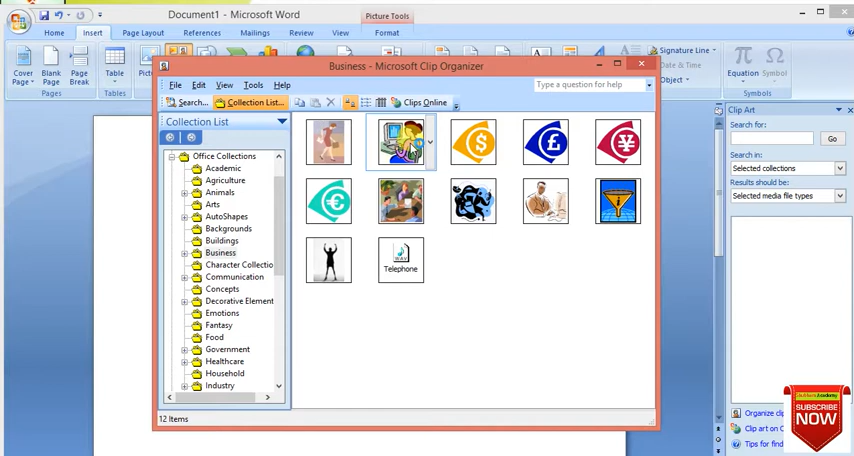 Document1 - Microsoft Word
Picture Tools
Home
Insert
Page Layout
References
Mailings
Review
View
Format
Cover Page
Blank Page
Page Break
Pages
Table
Tables
Signature Line
Date & Time
Object
Equation
Symbol
Symbols
Business - Microsoft Clip Organizer
File
Edit
View
Tools
Help
Type a question for help
Search...
Collection List...
Clips Online
Collection List
Office Collections
Academic
Agriculture
Animals
Arts
AutoShapes
Backgrounds
Buildings
Business
Character Collectio
Communication
Concepts
Decorative Element
Emotions
Fantasy
Food
Government
Healthcare
Household
Industry
$
£
¥
€
WAV
Telephone
12 Items
Clip Art
Search for:
Go
Search in:
Selected collections
Results should be:
Selected media file types
Organize cli
Clip art on O
Tips for find
Academy
SUBSCRIBE
NOW